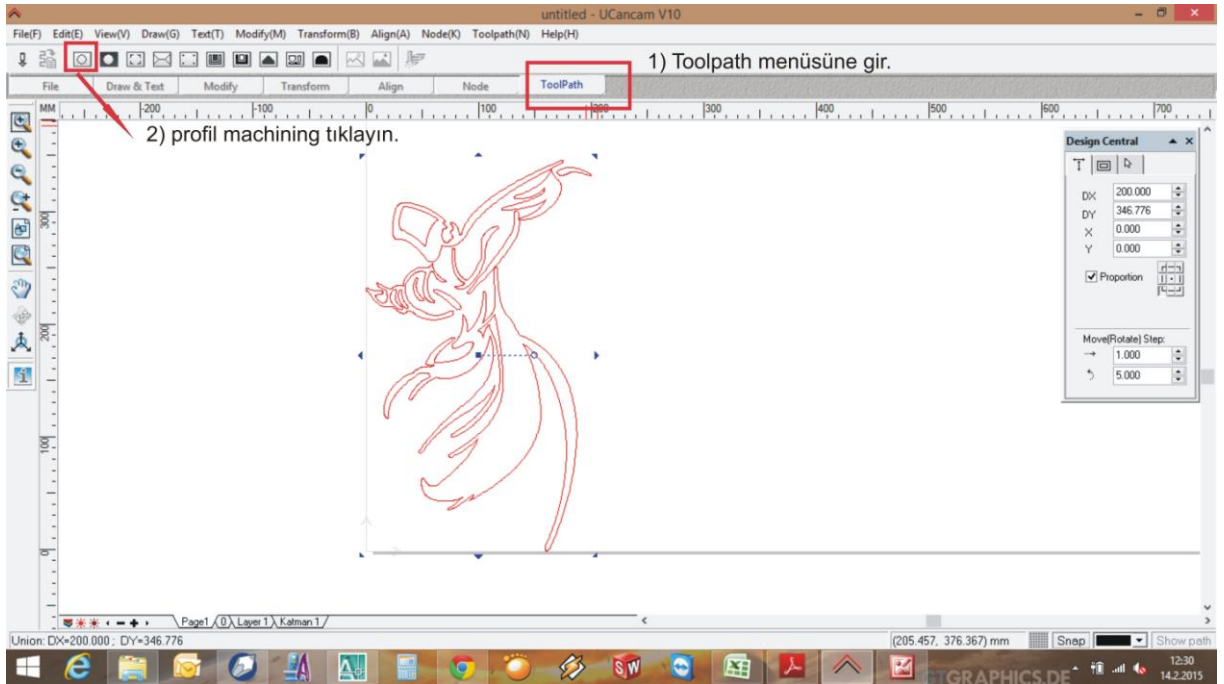 untitled - UCancam V10
File(F) Edit(E) View(V) Draw(G) Text(T) Modify(M) Transform(B) Align(A) Node(K) Toolpath(N) Help(H)
1) Toolpath menüsüne gir.
File Draw & Text Modify Transform Align Node ToolPath
MM -200 -100 0 100 200 300 400 500 600 700
2) profil machining tıklayın.
Design Central
DX 200.000
DY 346.776
X 0.000
Y 0.000
Proportion
Move(Rotate) Step:
1.000
5.000
300
200
100
0
Page1 0 Layer 1 Katman 1
Union: DX=200.000 ; DY=346.776
(205.457, 376.367) mm Snap Show path
SW
GTGRAPHICS.DE
12:30
14.2.2015